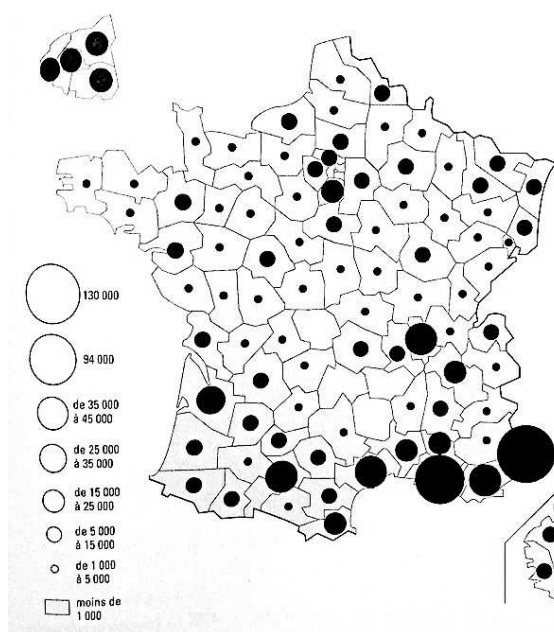 130 000
94 000
de 35 000
à 45 000
de 25 000
à 35 000
de 15 000
à 25 000
de 5 000
à 15 000
de 1 000
à 5 000
moins de
1 000